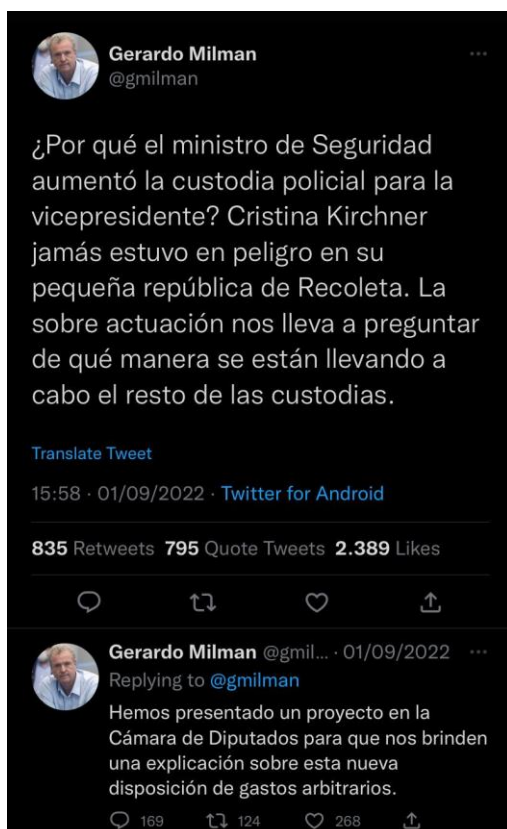 Gerardo Milman
@gmilman
¿Por qué el ministro de Seguridad
aumentó la custodia policial para la
vicepresidente? Cristina Kirchner
jamás estuvo en peligro en su
pequeña república de Recoleta. La
sobre actuación nos lleva a preguntar
de qué manera se están llevando a
cabo el resto de las custodias.
Translate Tweet
15:58 · 01/09/2022 · Twitter for Android
835 Retweets 795 Quote Tweets 2.389 Likes
Gerardo Milman @gmil... · 01/09/2022
Replying to @gmilman
Hemos presentado un proyecto en la
Cámara de Diputados para que nos brinden
una explicación sobre esta nueva
disposición de gastos arbitrarios.
169 124 268